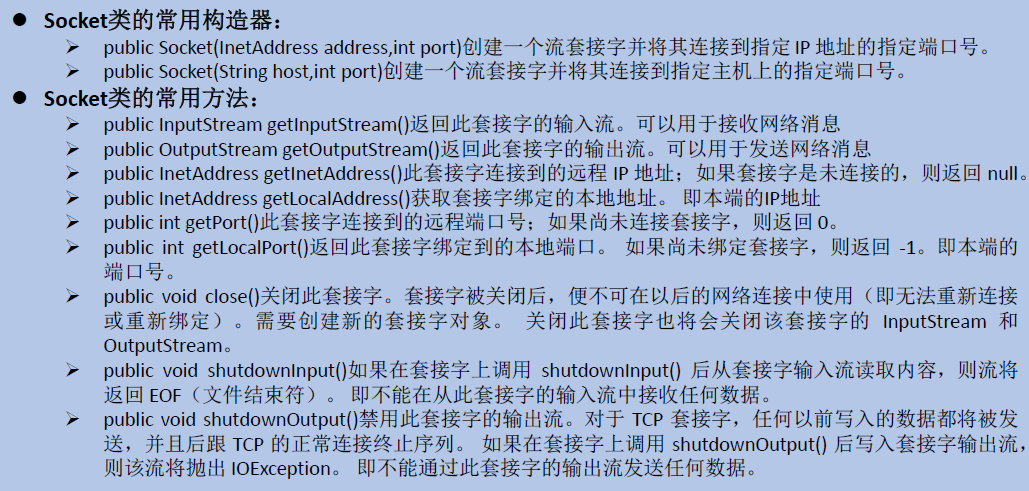 ● Socket类的常用构造器：
➢ public Socket(InetAddress address,int port)创建一个流套接字并将其连接到指定 IP 地址的指定端口号。
➢ public Socket(String host,int port)创建一个流套接字并将其连接到指定主机上的指定端口号。
● Socket类的常用方法：
➢ public InputStream getInputStream()返回此套接字的输入流。可以用于接收网络消息
➢ public OutputStream getOutputStream()返回此套接字的输出流。可以用于发送网络消息
➢ public InetAddress getInetAddress()此套接字连接到的远程 IP 地址；如果套接字是未连接的，则返回 null。
➢ public InetAddress getLocalAddress()获取套接字绑定的本地地址。 即本端的IP地址
➢ public int getPort()此套接字连接到的远程端口号；如果尚未连接套接字，则返回 0。
➢ public int getLocalPort()返回此套接字绑定到的本地端口。 如果尚未绑定套接字，则返回 -1。即本端的
端口号。
➢ public void close()关闭此套接字。套接字被关闭后，便不可在以后的网络连接中使用（即无法重新连接
或重新绑定）。需要创建新的套接字对象。 关闭此套接字也将会关闭该套接字的 InputStream 和
OutputStream。
➢ public void shutdownInput()如果在套接字上调用 shutdownInput() 后从套接字输入流读取内容，则流将
返回 EOF（文件结束符）。 即不能在从此套接字的输入流中接收任何数据。
➢ public void shutdownOutput()禁用此套接字的输出流。对于 TCP 套接字，任何以前写入的数据都将被发
送，并且后跟 TCP 的正常连接终止序列。 如果在套接字上调用 shutdownOutput() 后写入套接字输出流，
则该流将抛出 IOException。 即不能通过此套接字的输出流发送任何数据。